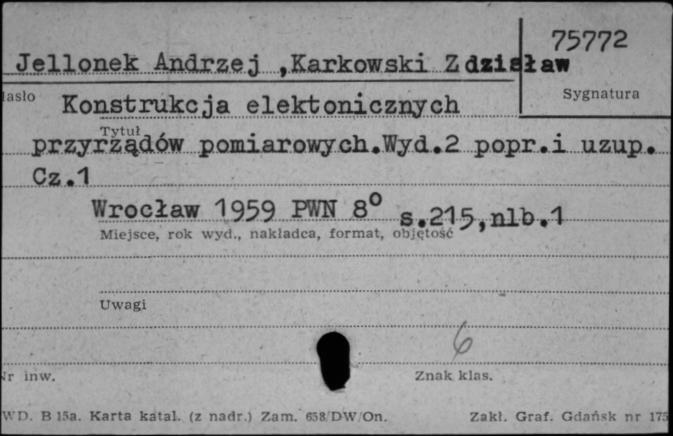 75772
Jellonek Andrzej ,Karkowski Zdzisław
Sygnatura
Hasło
Konstrukcja elektonicznych
Tytuł
przyrządów pomiarowych.Wyd.2 popr.i uzup.
Cz.1
Wrocław 1959 PWN 8° s.215,nlb.1
Miejsce, rok wyd., nakładca, format, objętość
Uwagi
6
Nr inw. Znak klas.
WD. B 15a. Karta katal. (z nadr.) Zam. 658/DW/On. Zakł. Graf. Gdańsk nr 175